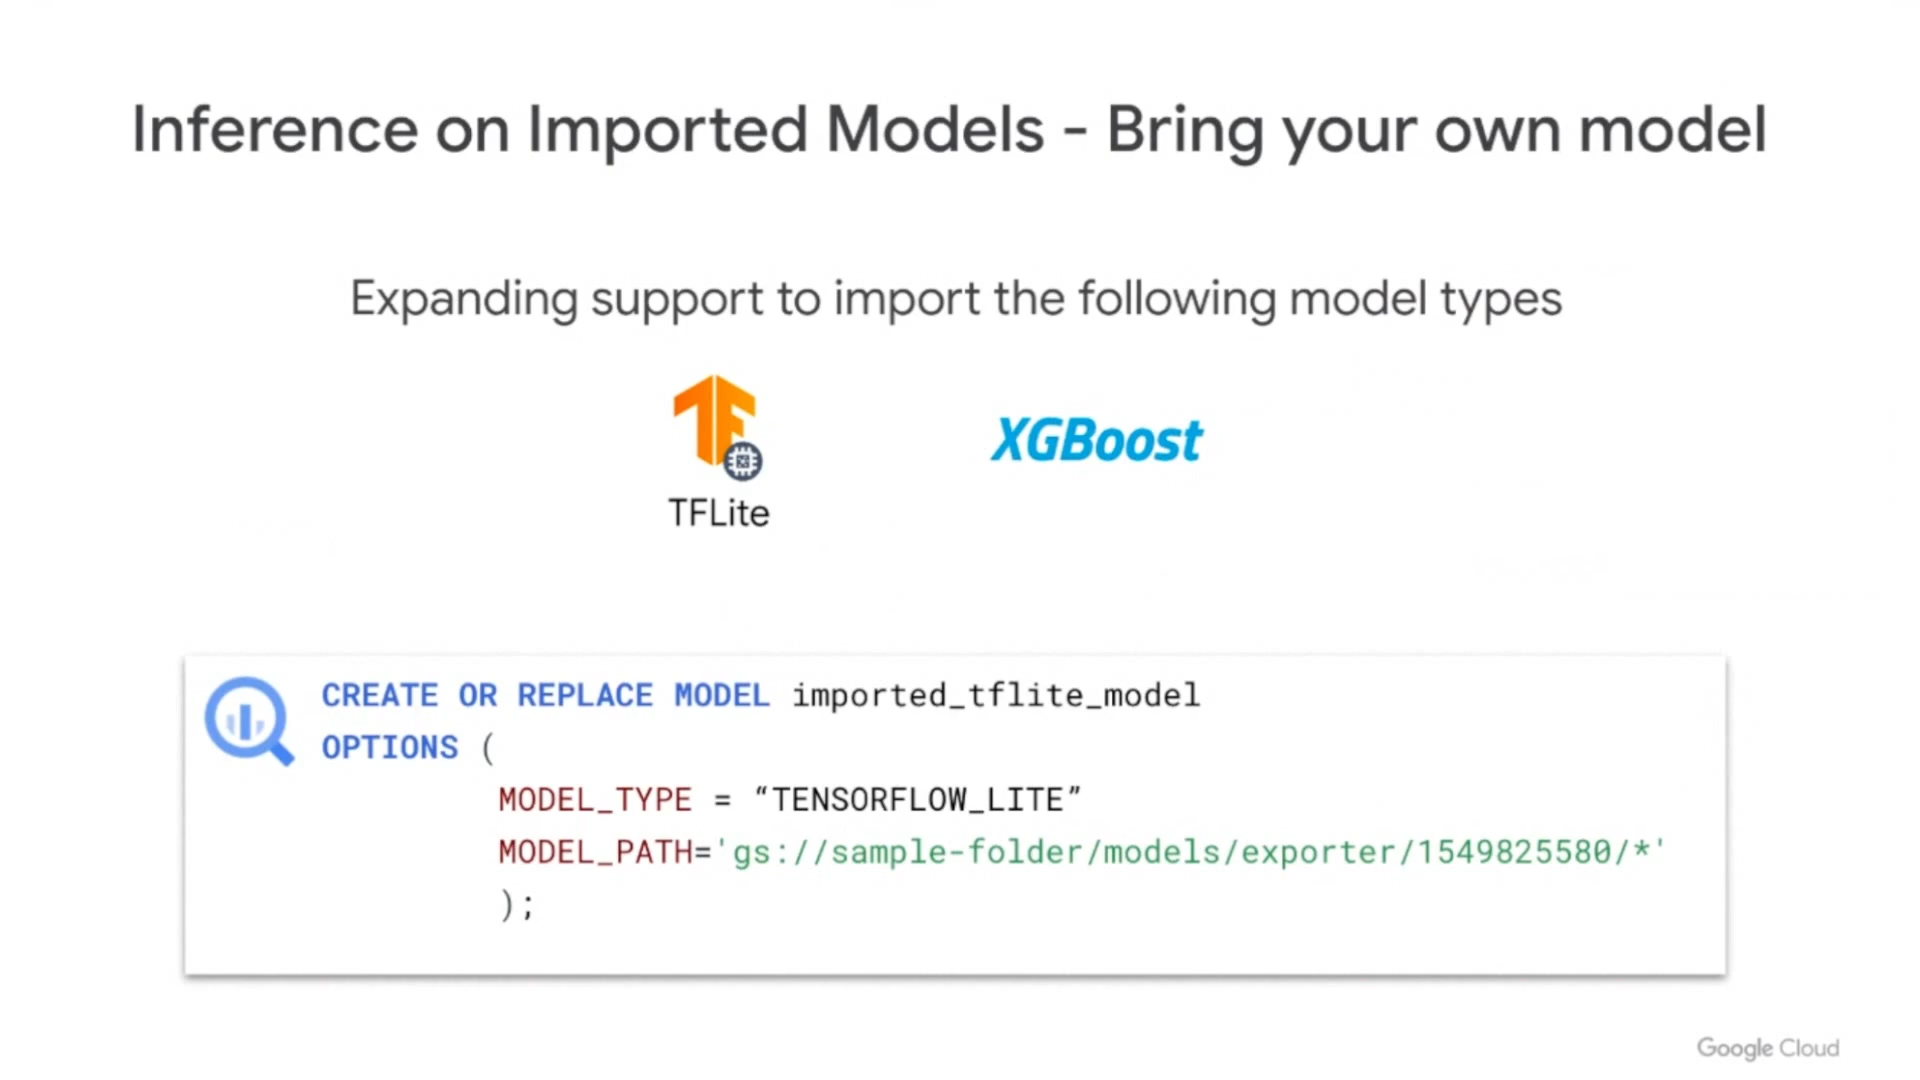 Inference on Imported Models - Bring your own model
Expanding support to import the following model types
TFLite
XGBoost
CREATE OR REPLACE MODEL imported_tflite_model
OPTIONS (
MODEL_TYPE = “TENSORFLOW_LITE”
MODEL_PATH='gs://sample-folder/models/exporter/1549825580/*'
);
Google Cloud